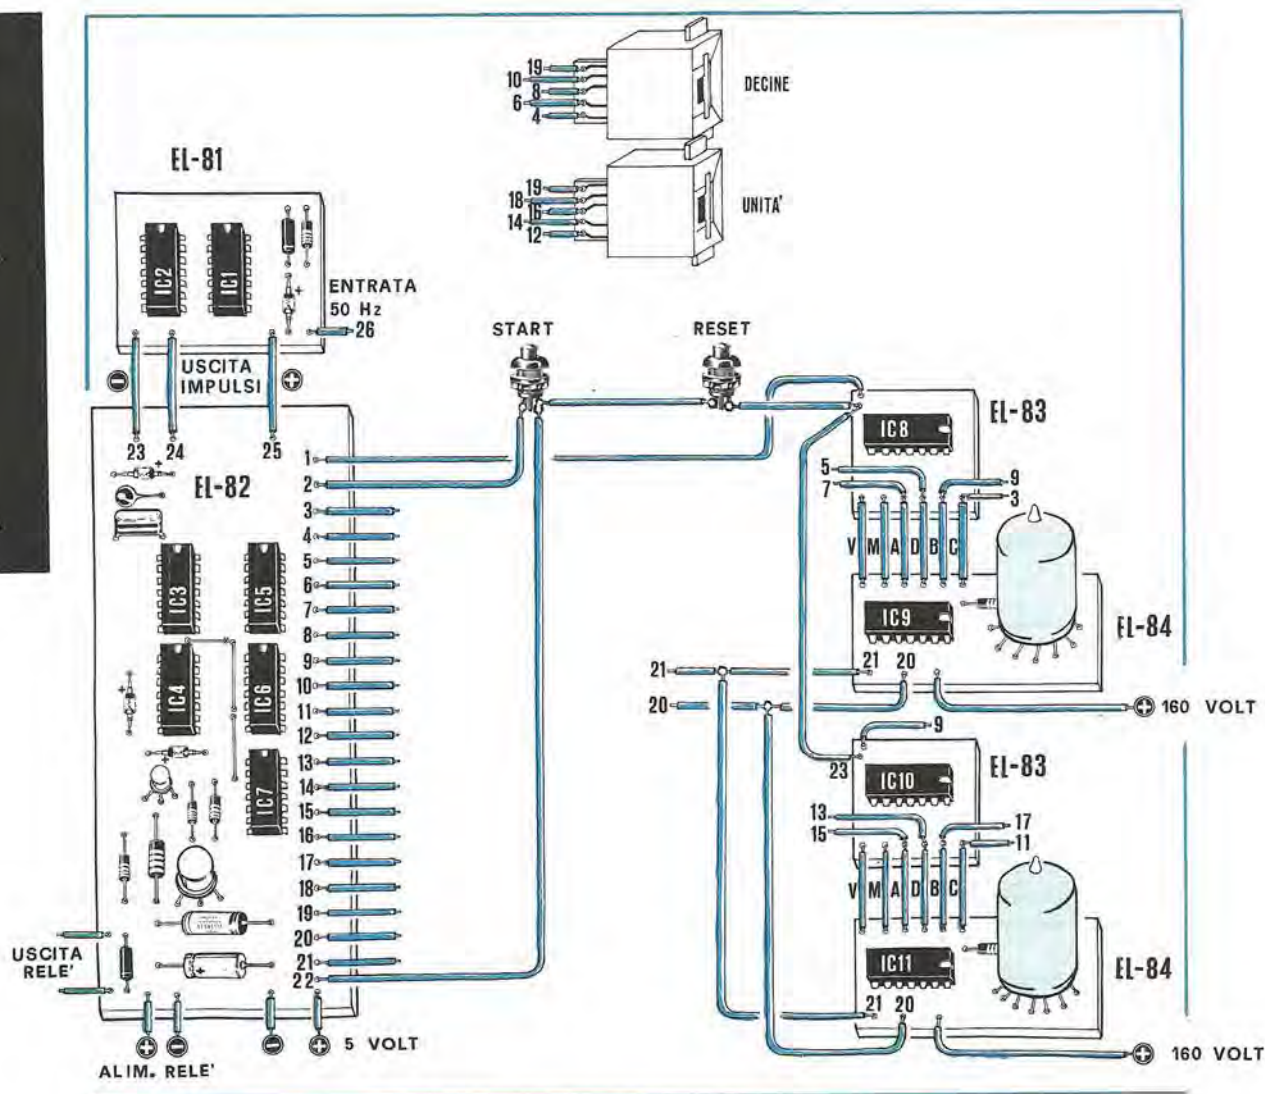 19
10
8
6
4
DECINE
19
18
16
14
12
UNITA'
EL-81
IC2
IC1
+
ENTRATA
50 Hz
26
USCITA
IMPULSI
23
24
25
START
RESET
EL-82
+
1
2
3
4
5
6
7
8
9
10
11
12
13
14
15
16
17
18
19
20
21
22
IC3
IC5
IC4
IC6
IC7
+
+
+
USCITA
RELE'
ALIM. RELE'
5 VOLT
EL-83
IC8
5
7
9
3
V M A D B C
IC9
EL-84
21 20
21
20
160 VOLT
9
23
EL-83
IC10
13
15
17
11
V M A D B C
IC11
EL-84
21 20
160 VOLT